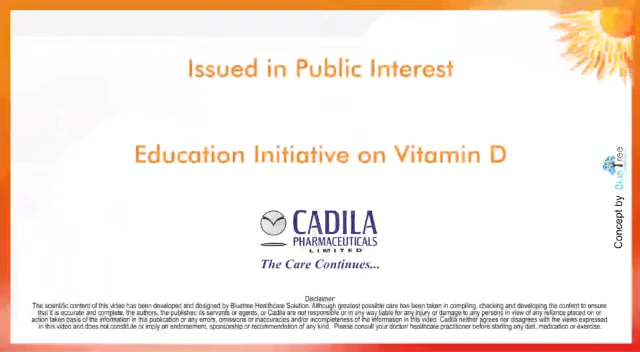 Issued in Public Interest
Education Initiative on Vitamin D
CADILA
PHARMACEUTICALS
LIMITED
The Care Continues...
Concept by BlueTree
Disclaimer
The scientific content of this video has been developed and designed by Bluetree Healthcare Solution. Although greatest possible care has been taken in compiling, checking and developing the content to ensure
that it is accurate and complete, the authors, the publisher, its servants or agents, or Cadila are not responsible or in any way liable for any injury or damage to any persons in view of any reliance placed on or
action taken basis of the information in this publication or any errors, omissions or inaccuracies and/or incompleteness of the information in this video. Cadila neither agrees nor disagrees with the views expressed
in this video and does not constitute or imply an endorsement, sponsorship or recommendation of any kind. Please consult your doctor/ healthcare practitioner before starting any diet, medication or exercise.